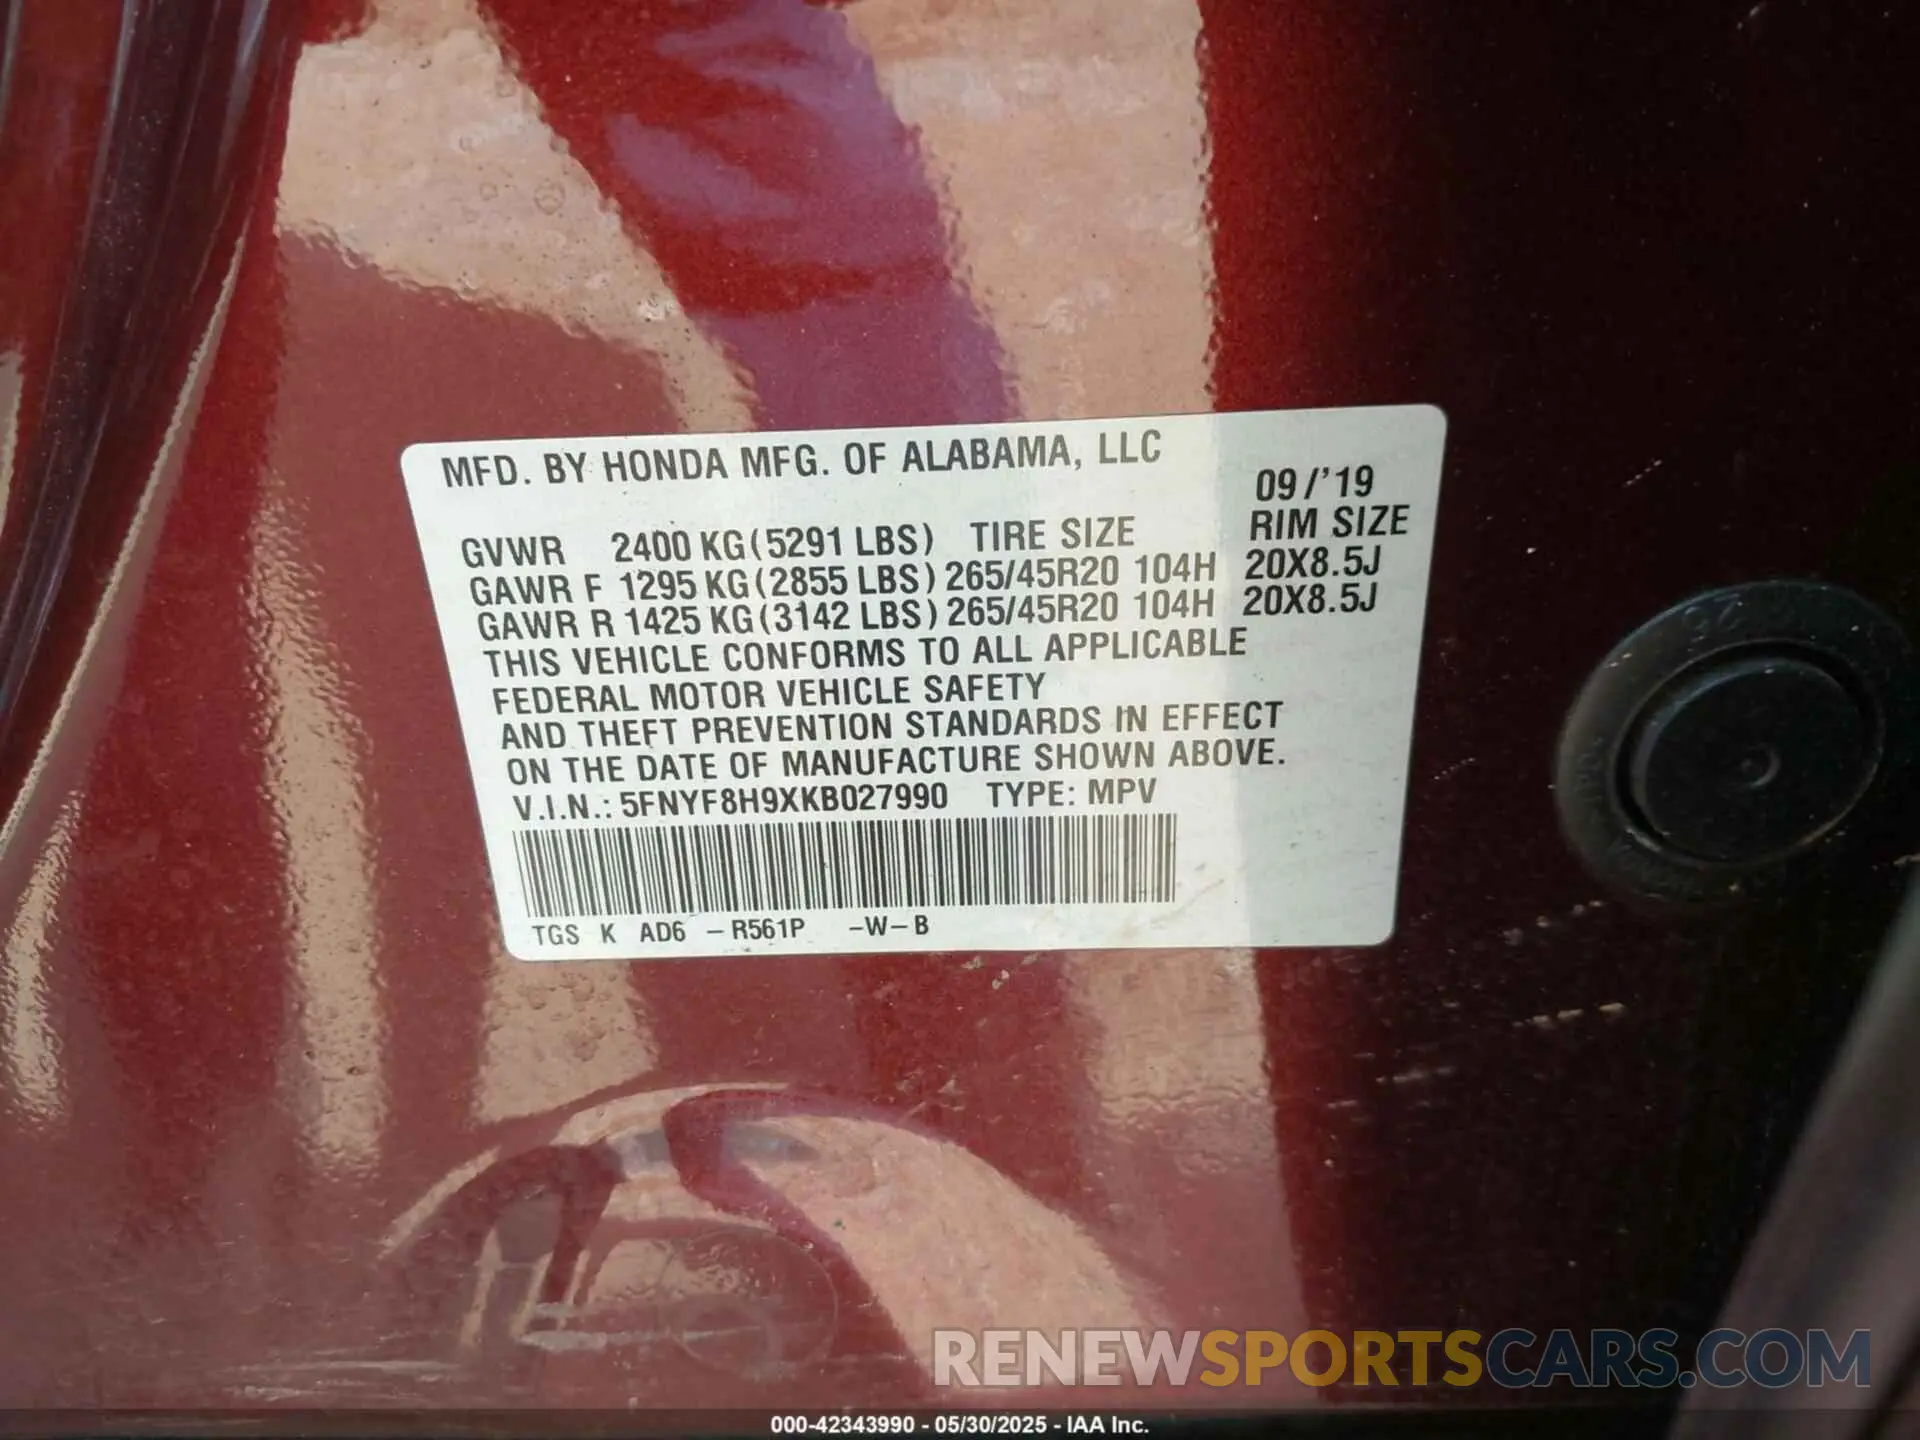 MFD. BY HONDA MFG. OF ALABAMA, LLC
09/'19
GVWR 2400 KG (5291 LBS) TIRE SIZE RIM SIZE
GAWR F 1295 KG (2855 LBS) 265/45R20 104H 20X8.5J
GAWR R 1425 KG (3142 LBS) 265/45R20 104H 20X8.5J
THIS VEHICLE CONFORMS TO ALL APPLICABLE
FEDERAL MOTOR VEHICLE SAFETY
AND THEFT PREVENTION STANDARDS IN EFFECT
ON THE DATE OF MANUFACTURE SHOWN ABOVE.
V.I.N.: 5FNYF8H9XKB027990 TYPE: MPV
TGS K AD6 -R561P -W-B
RENEWSPORTSCARS.COM
000-42343990 - 05/30/2025 - IAA Inc.